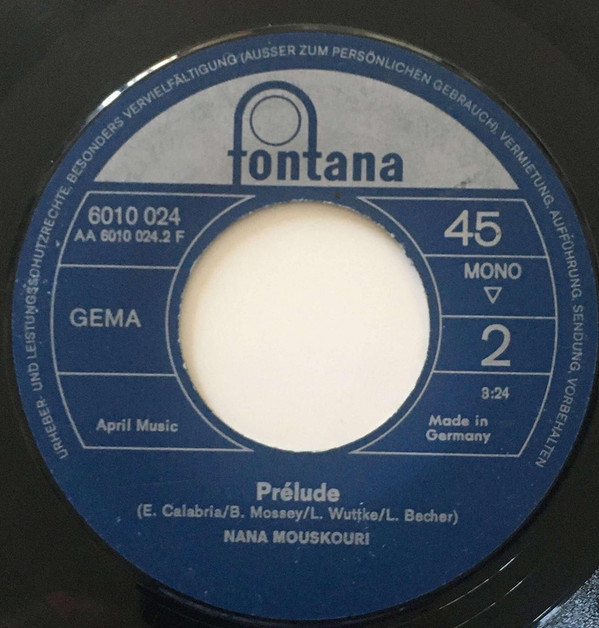 URHEBER- UND LEISTUNGSSCHUTZRECHTE, BESONDERS VERVIELFÄLTIGUNG (AUSSER ZUM PERSÖNLICHEN GEBRAUCH), VERMIETUNG, AUFFÜHRUNG, SENDUNG, VORBEHALTEN
fontana
6010 024
AA 6010 024.2 F
45
MONO
GEMA
2
3:24
April Music
Made in
Germany
Prélude
(E. Calabria/B. Mossey/L. Wuttke/L. Becher)
NANA MOUSKOURI